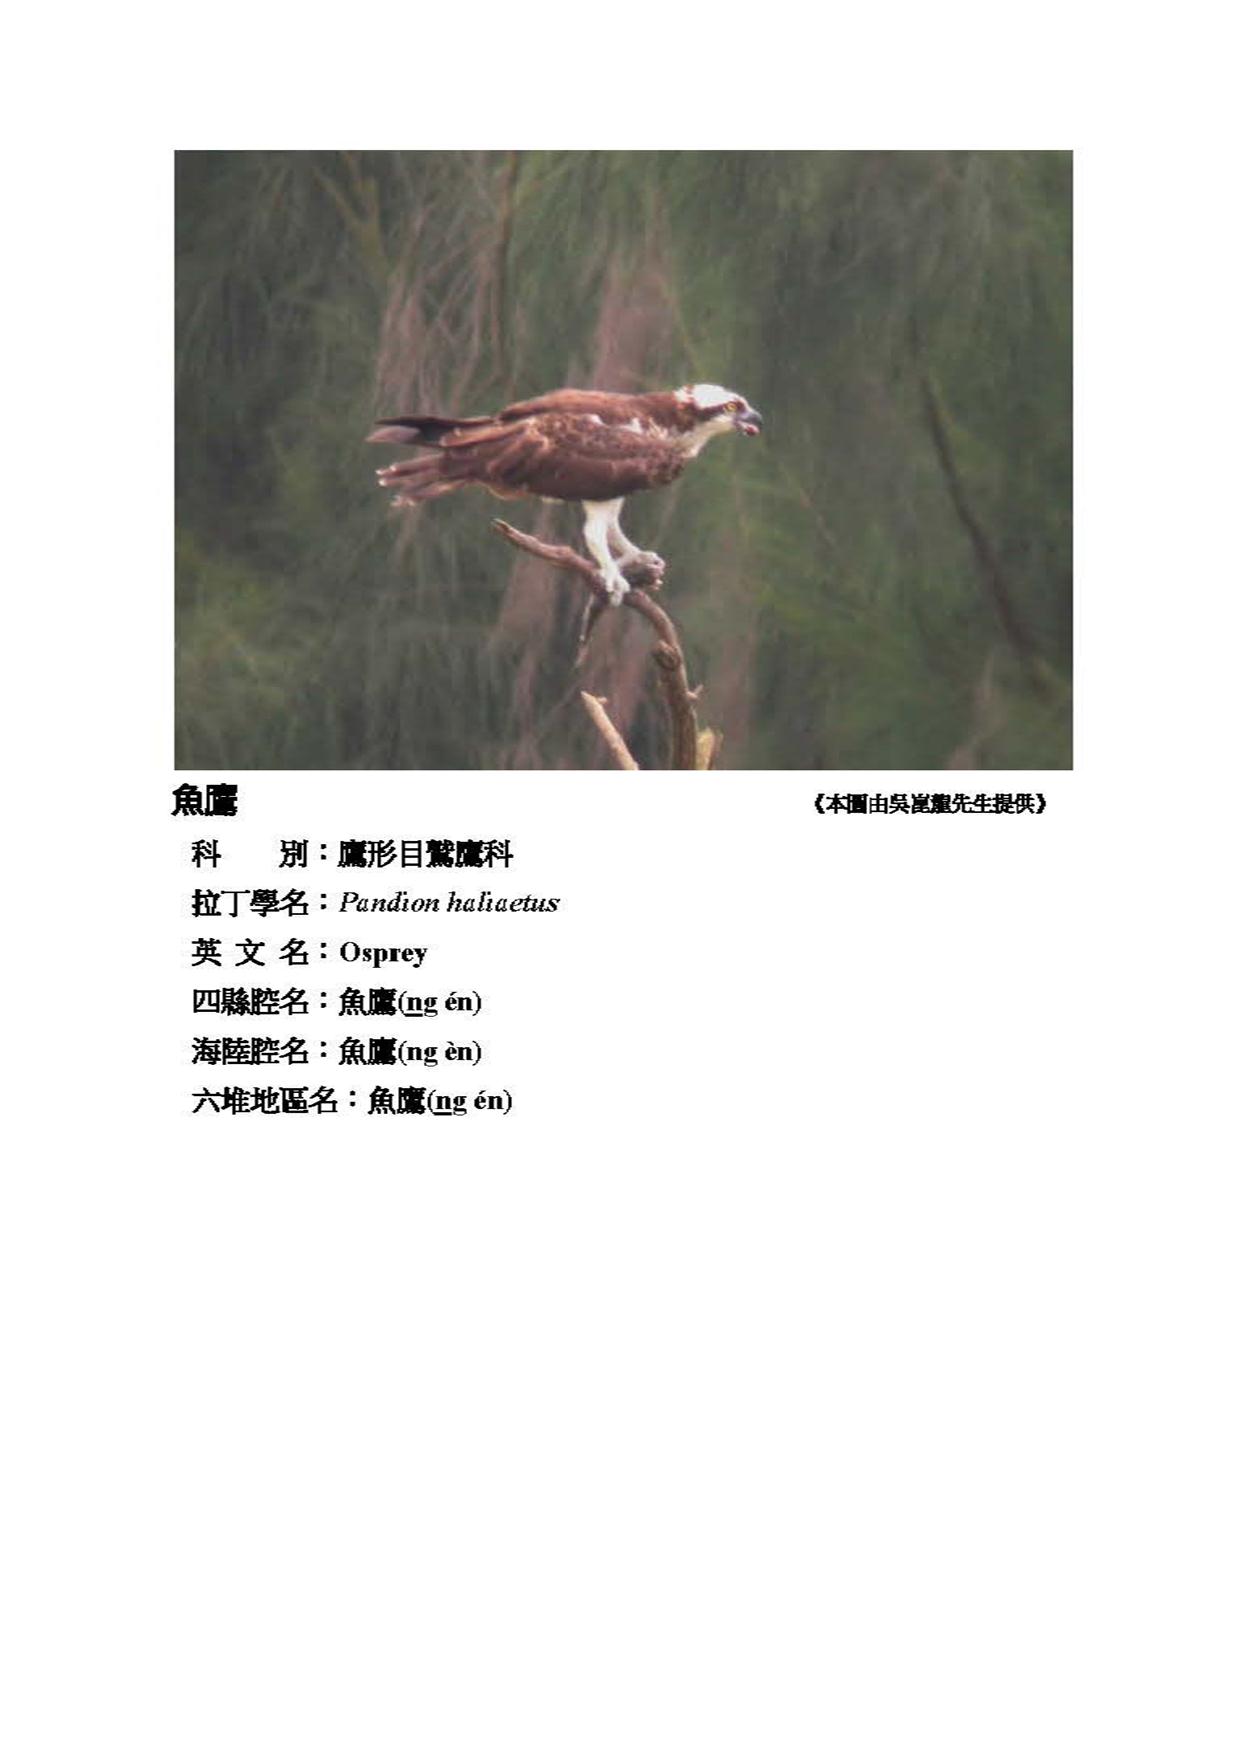 魚鷹
《本圖由吳崑龍先生提供》
科　　別：鷹形目鷲鷹科
拉丁學名：Pandion haliaetus
英 文 名：Osprey
四縣腔名：魚鷹(ng én)
海陸腔名：魚鷹(ng èn)
六堆地區名：魚鷹(ng én)